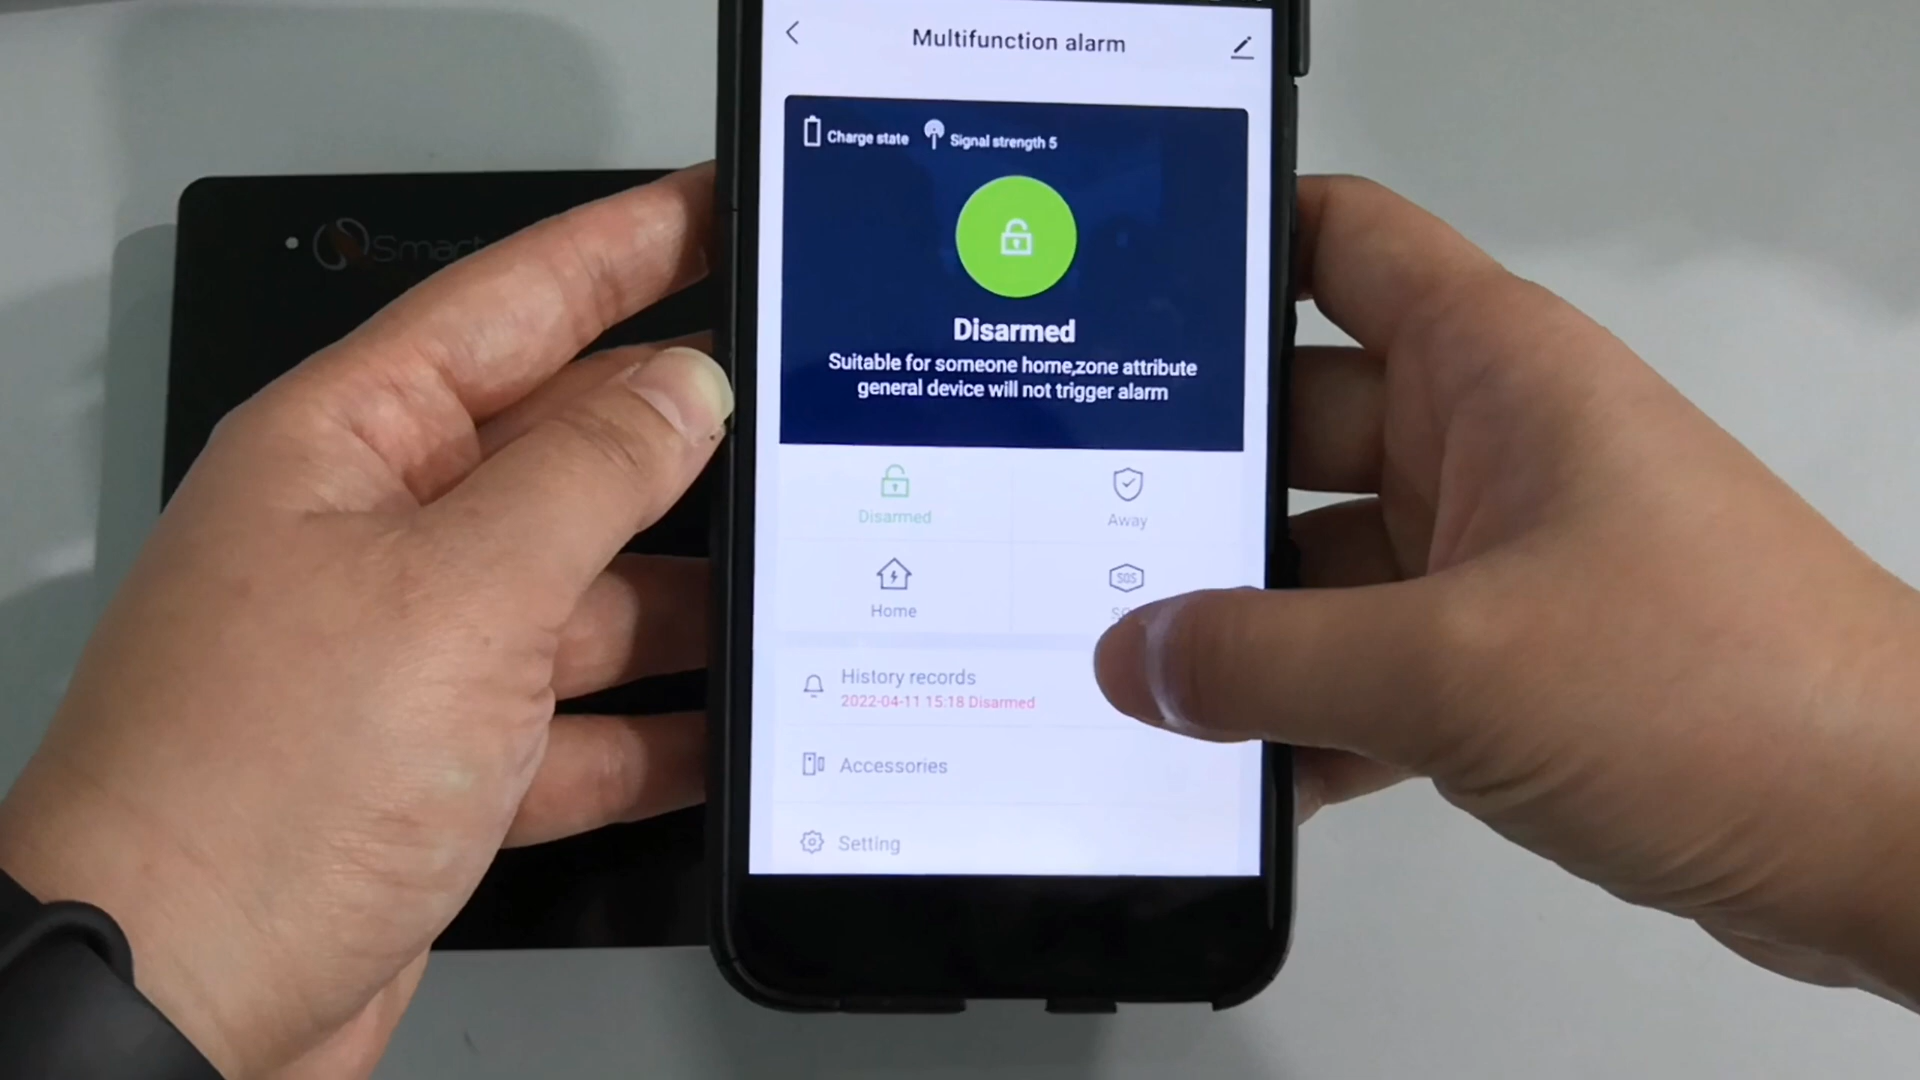 Multifunction alarm
Charge state
Signal strength 5
Disarmed
Suitable for someone home,zone attribute
general device will not trigger alarm
Disarmed
Away
Home
SOS
History records
2022-04-11 15:18 Disarmed
Accessories
Setting